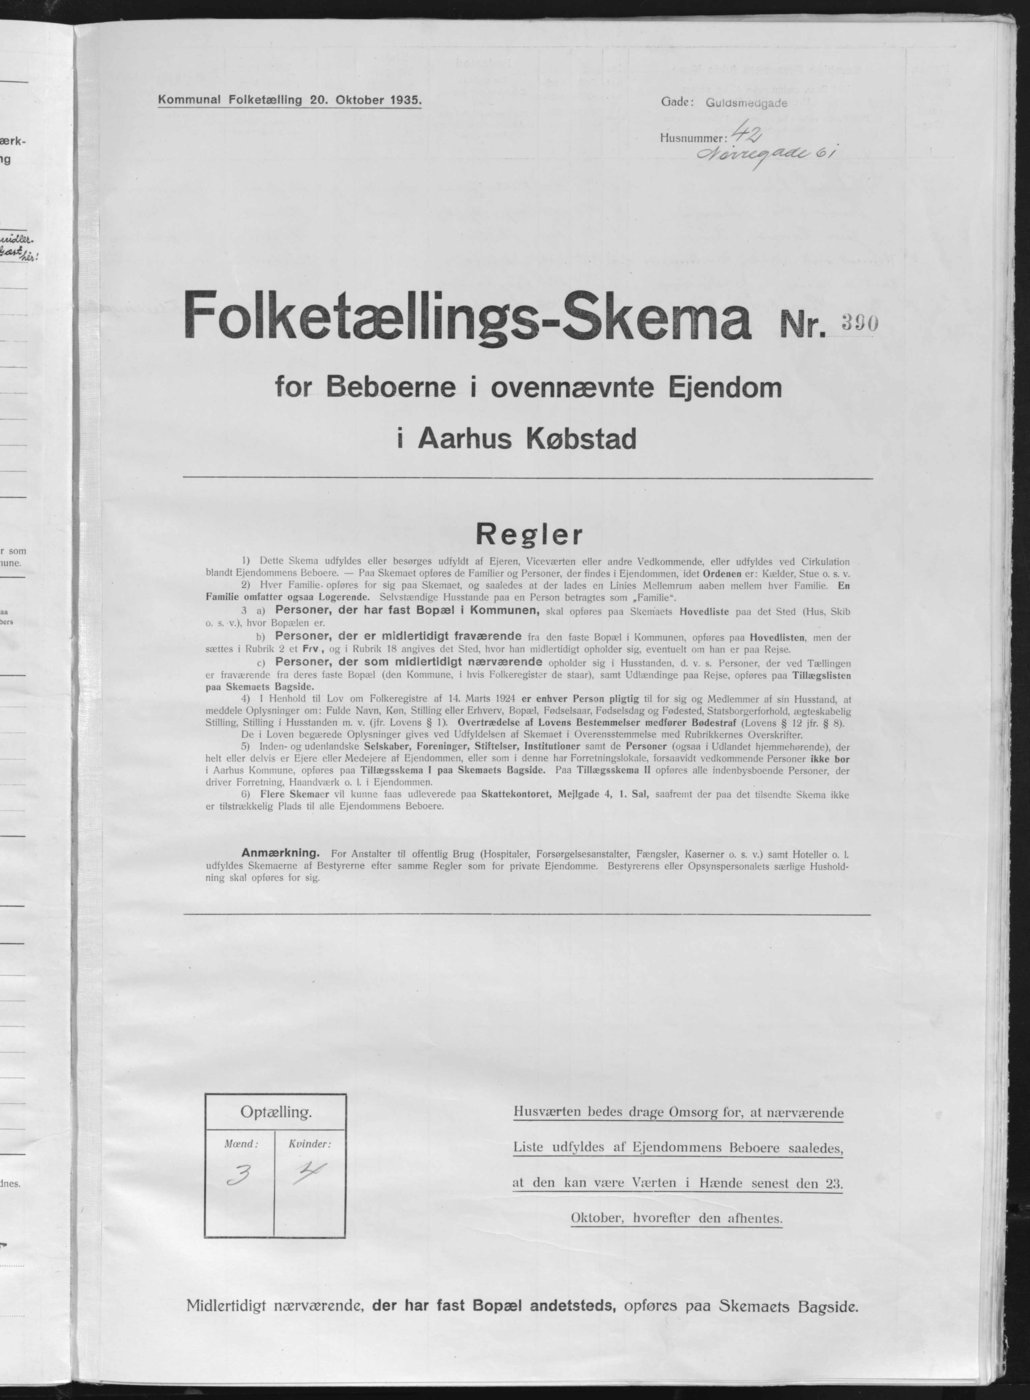 Kommunal Folketælling 20. Oktober 1935.
Gade: Guldsmedgade
Husnummer: 42
Nørregade 61
Folketællings-Skema Nr. 390
for Beboerne i ovennævnte Ejendom
i Aarhus Købstad
Regler
1) Dette Skema udfyldes eller besørges udfyldt af Ejeren, Viceværten eller andre Vedkommende, eller udfyldes ved Cirkulation
blandt Ejendommens Beboere. — Paa Skemaet opføres de Familier og Personer, der findes i Ejendommen, idet Ordenen er: Kælder, Stue o. s. v.
2) Hver Familie opføres for sig paa Skemaet, og saaledes at der lades en Linies Mellemrum aaben mellem hver Familie. En
Familie omfatter ogsaa Logerende. Selvstændige Husstande paa en Person betragtes som „Familie“.
3 a) Personer, der har fast Bopæl i Kommunen, skal opføres paa Skemaets Hovedliste paa det Sted (Hus, Skib
o. s. v.), hvor Bopælen er.
b) Personer, der er midlertidigt fraværende fra den faste Bopæl i Kommunen, opføres paa Hovedlisten, men der
sættes i Rubrik 2 et Frv., og i Rubrik 18 angives det Sted, hvor han midlertidigt opholder sig, eventuelt om han er paa Rejse.
c) Personer, der som midlertidigt nærværende opholder sig i Husstanden, d. v. s. Personer, der ved Tællingen
er fraværende fra deres faste Bopæl (den Kommune, i hvis Folkeregister de staar), samt Udlændinge paa Rejse, opføres paa Tillægslisten
paa Skemaets Bagside.
4) I Henhold til Lov om Folkeregistre af 14. Marts 1924 er enhver Person pligtig til for sig og Medlemmer af sin Husstand, at
meddele Oplysninger om: Fulde Navn, Køn, Stilling eller Erhverv, Bopæl, Fødselsaar, Fødselsdag og Fødested, Statsborgerforhold, ægteskabelig
Stilling, Stilling i Husstanden m. v. (jfr. Lovens § 1). Overtrædelse af Lovens Bestemmelser medfører Bødestraf (Lovens § 12 jfr. § 8).
De i Loven begærede Oplysninger gives ved Udfyldelsen af Skemaet i Overensstemmelse med Rubrikkernes Overskrifter.
5) Inden- og udenlandske Selskaber, Foreninger, Stiftelser, Institutioner samt de Personer (ogsaa i Udlandet hjemmehørende), der
helt eller delvis er Ejere eller Medejere af Ejendommen, eller som i denne har Forretningslokale, forsaavidt vedkommende Personer ikke bor
i Aarhus Kommune, opføres paa Tillægsskema I paa Skemaets Bagside. Paa Tillægsskema II opføres alle indenbysboende Personer, der
driver Forretning, Haandværk o. l. i Ejendommen.
6) Flere Skemaer vil kunne faas udleverede paa Skattekontoret, Mejlgade 4, 1. Sal, saafremt der paa det tilsendte Skema ikke
er tilstrækkelig Plads til alle Ejendommens Beboere.
Anmærkning. For Anstalter til offentlig Brug (Hospitaler, Forsørgelsesanstalter, Fængsler, Kaserner o. s. v.) samt Hoteller o. l.
udfyldes Skemaerne af Bestyrerne efter samme Regler som for private Ejendomme. Bestyrerens eller Opsynspersonalets særlige Hushold-
ning skal opføres for sig.
Optælling.
Mænd: Kvinder:
3 4
Husværten bedes drage Omsorg for, at nærværende
Liste udfyldes af Ejendommens Beboere saaledes,
at den kan være Værten i Hænde senest den 23.
Oktober, hvorefter den afhentes.
Midlertidigt nærværende, der har fast Bopæl andetsteds, opføres paa Skemaets Bagside.